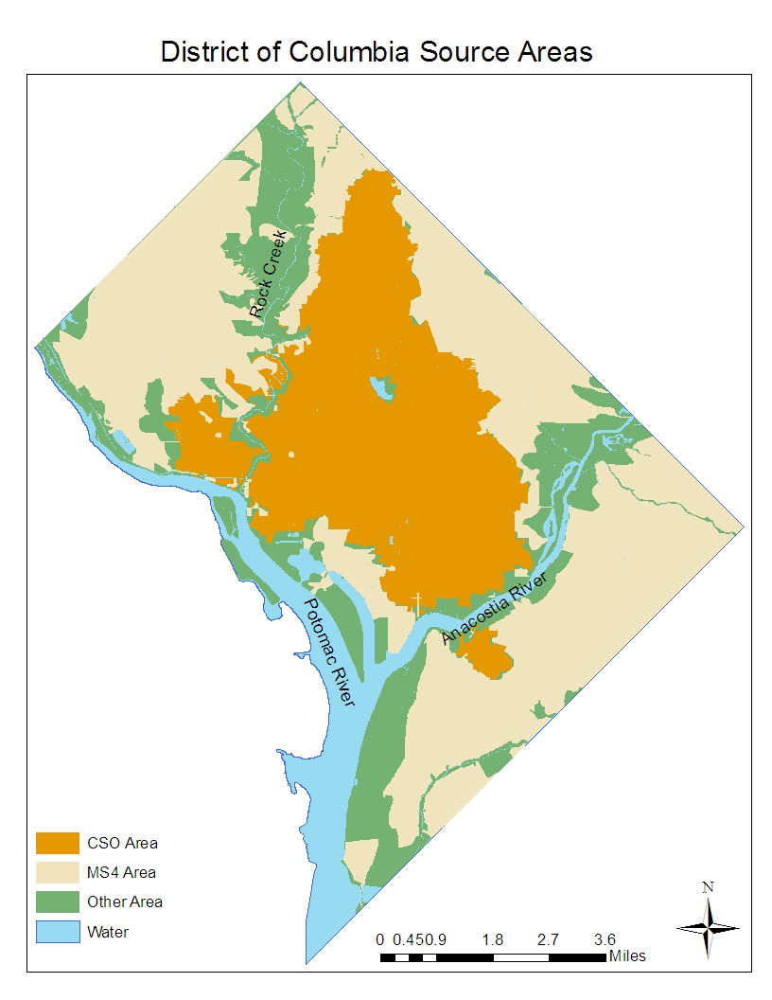 District of Columbia Source Areas
Rock Creek
Potomac River
Anacostia River
CSO Area
MS4 Area
Other Area
Water
N
0 0.450.9 1.8 2.7 3.6
Miles